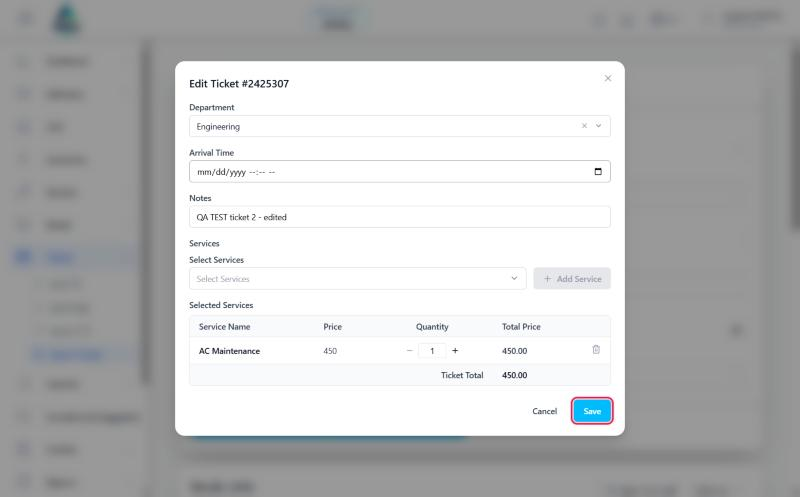 Edit Ticket #2425307
Department
Engineering
Arrival Time
mm/dd/yyyy --:-- --
Notes
QA TEST ticket 2 - edited
Services
Select Services
Select Services
+ Add Service
Selected Services
Service Name Price Quantity Total Price
AC Maintenance 450 − 1 + 450.00
Ticket Total 450.00
Cancel Save